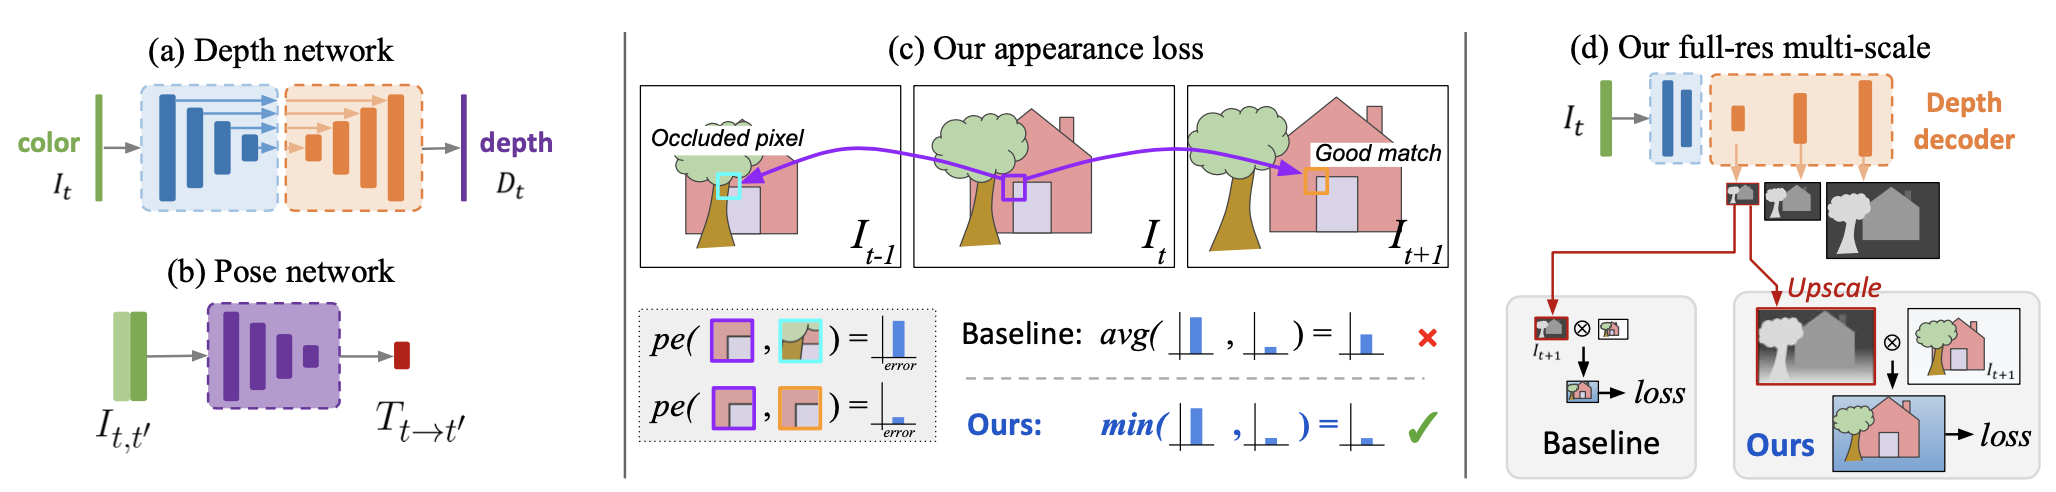 (a) Depth network
color
I_t
depth
D_t
(b) Pose network
I_{t,t′}
T_{t→t′}
(c) Our appearance loss
Occluded pixel
I_{t-1}
I_t
Good match
I_{t+1}
pe( , ) =
error
pe( , ) =
error
Baseline: avg( , ) =
Ours: min( , ) =
(d) Our full-res multi-scale
I_t
Depth
decoder
Upscale
⊗
I_{t+1}
loss
Baseline
⊗
I_{t+1}
loss
Ours